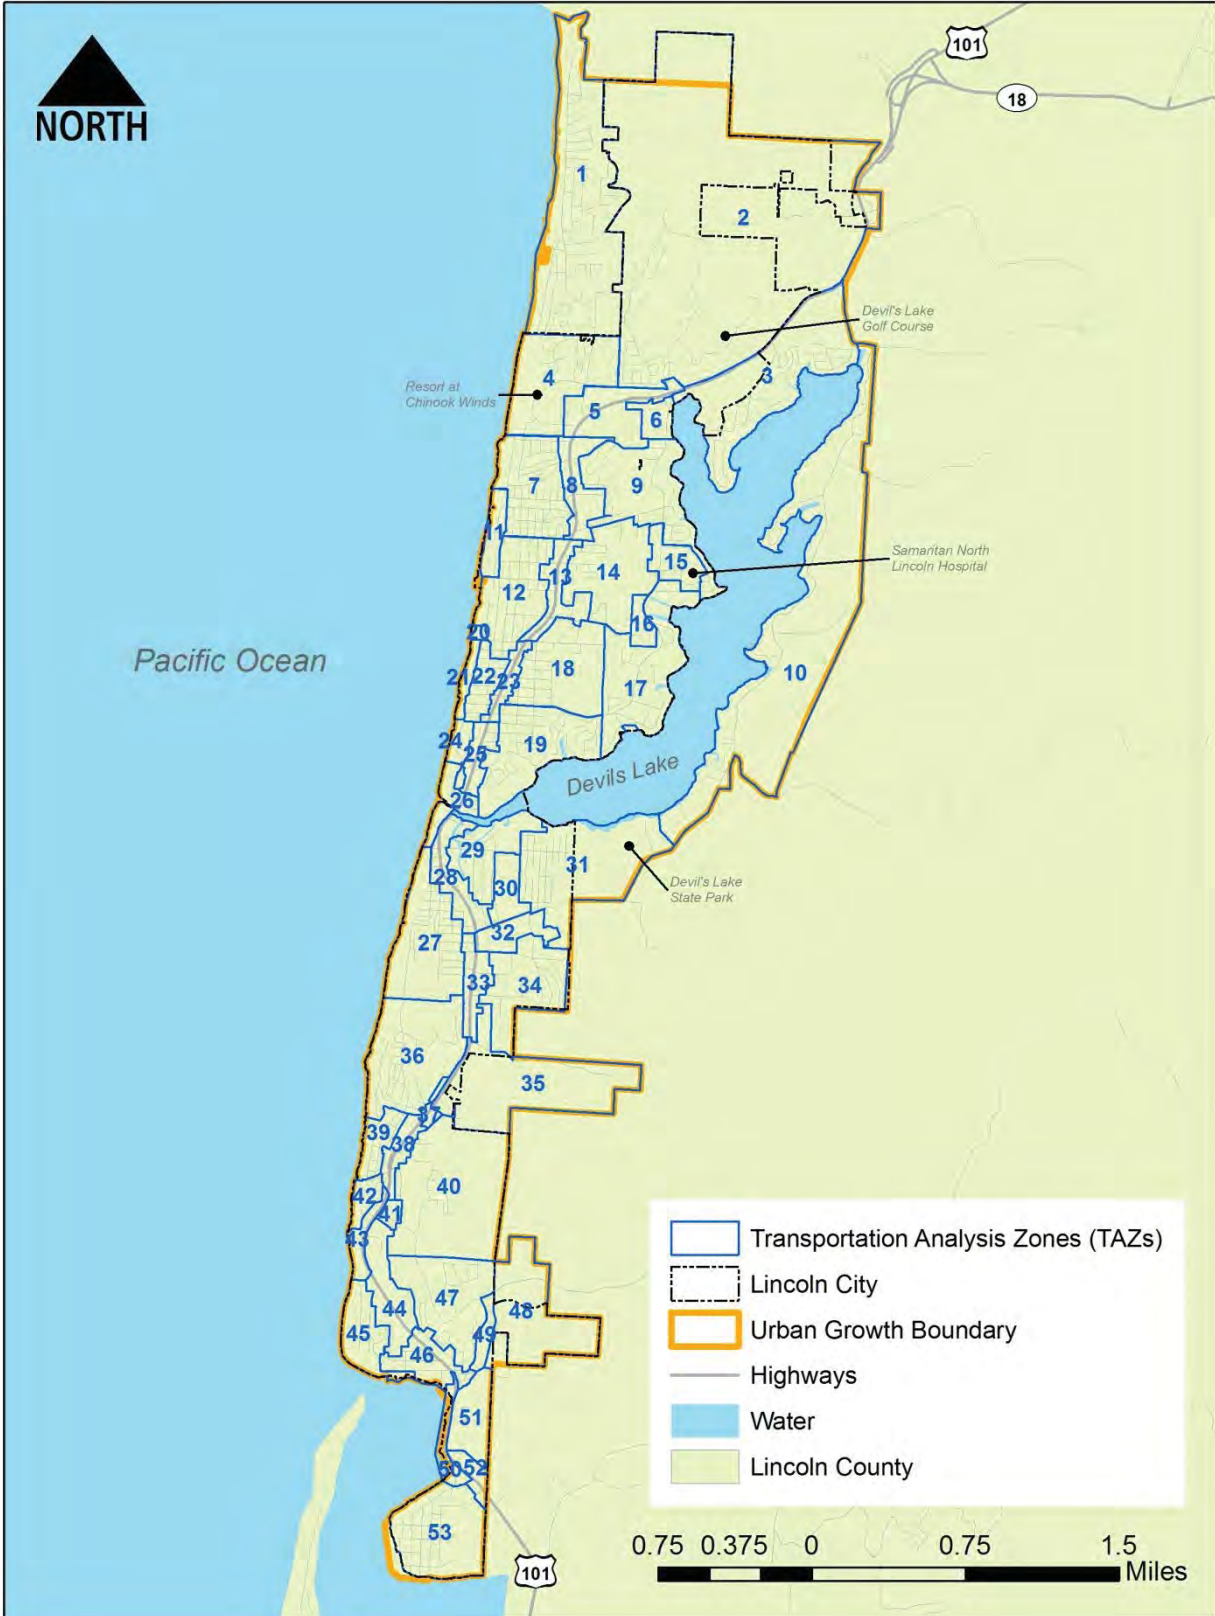 101
18
NORTH
1
2
Devil's Lake
Golf Course
3
4
Resort at
Chinook Winds
5
6
7
8
9
11
Samaritan North
Lincoln Hospital
15
13
14
12
16
20
Pacific Ocean
21
22
23
18
17
10
24
25
19
Devils Lake
26
29
28
30
31
Devil's Lake
State Park
32
27
33
34
36
35
37
39
38
40
42
41
43
Transportation Analysis Zones (TAZs)
Lincoln City
Urban Growth Boundary
Highways
Water
Lincoln County
47
48
44
45
49
46
51
50
52
53
0.75 0.375 0 0.75 1.5
Miles
101